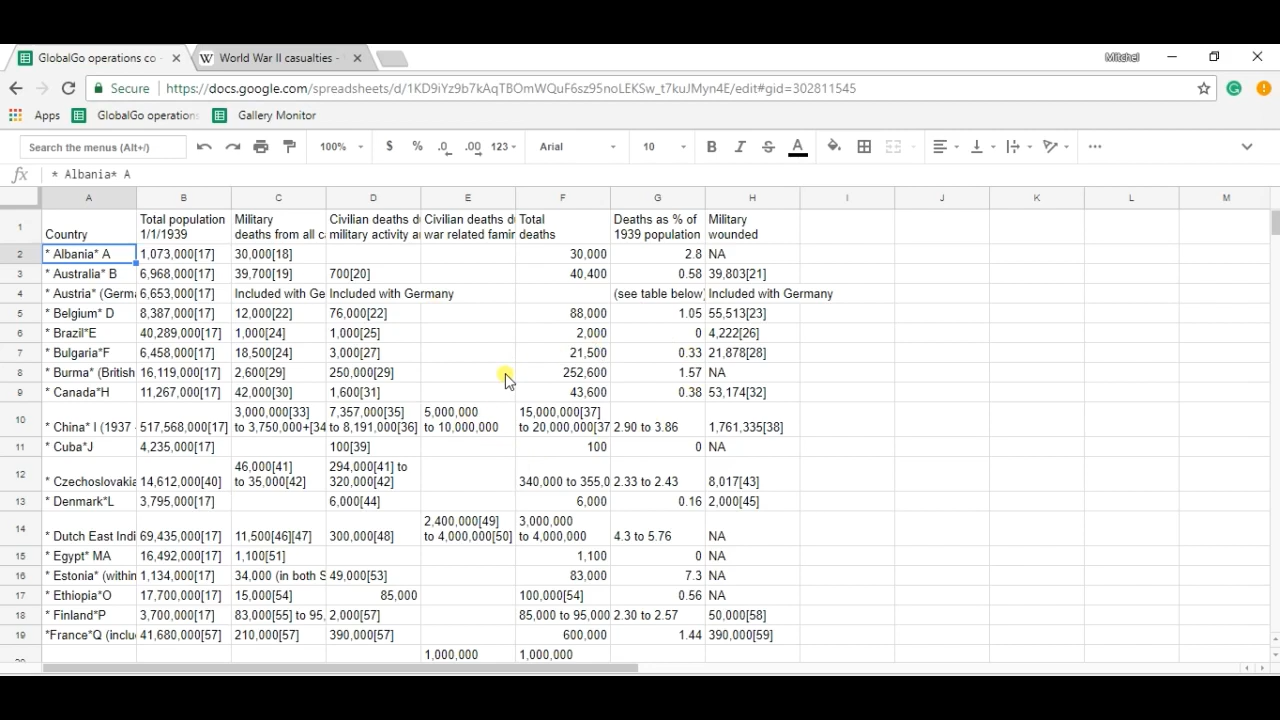 GlobalGo operations co
World War II casualties -
Mitchel
Secure https://docs.google.com/spreadsheets/d/1KD9iYz9b7kAqTBOmWQuF6sz95noLEKSw_t7kuJMyn4E/edit#gid=302811545
Apps GlobalGo operations Gallery Monitor
Search the menus (Alt+/) 100% $ % .0 .00 123 Arial 10 B I S A
fx * Albania* A
A B C D E F G H I J K L M
1 Country Total population 1/1/1939 Military deaths from all c Civilian deaths d military activity a Civilian deaths d war related famin Total deaths Deaths as % of 1939 population Military wounded
2 * Albania* A 1,073,000[17] 30,000[18] 30,000 2.8 NA
3 * Australia* B 6,968,000[17] 39,700[19] 700[20] 40,400 0.58 39,803[21]
4 * Austria* (Germa 6,653,000[17] Included with Ge Included with Germany (see table below) Included with Germany
5 * Belgium* D 8,387,000[17] 12,000[22] 76,000[22] 88,000 1.05 55,513[23]
6 * Brazil*E 40,289,000[17] 1,000[24] 1,000[25] 2,000 0 4,222[26]
7 * Bulgaria*F 6,458,000[17] 18,500[24] 3,000[27] 21,500 0.33 21,878[28]
8 * Burma* (British 16,119,000[17] 2,600[29] 250,000[29] 252,600 1.57 NA
9 * Canada*H 11,267,000[17] 42,000[30] 1,600[31] 43,600 0.38 53,174[32]
10 * China* I (1937 517,568,000[17] 3,000,000[33] to 3,750,000+[34 7,357,000[35] to 8,191,000[36] 5,000,000 to 10,000,000 15,000,000[37] to 20,000,000[37 2.90 to 3.86 1,761,335[38]
11 * Cuba*J 4,235,000[17] 100[39] 100 0 NA
12 * Czechoslovakia 14,612,000[40] 46,000[41] to 35,000[42] 294,000[41] to 320,000[42] 340,000 to 355,0 2.33 to 2.43 8,017[43]
13 * Denmark*L 3,795,000[17] 6,000[44] 6,000 0.16 2,000[45]
14 * Dutch East Indi 69,435,000[17] 11,500[46][47] 300,000[48] 2,400,000[49] to 4,000,000[50] 3,000,000 to 4,000,000 4.3 to 5.76 NA
15 * Egypt* MA 16,492,000[17] 1,100[51] 1,100 0 NA
16 * Estonia* (within 1,134,000[17] 34,000 (in both S 49,000[53] 83,000 7.3 NA
17 * Ethiopia*O 17,700,000[17] 15,000[54] 85,000 100,000[54] 0.56 NA
18 * Finland*P 3,700,000[17] 83,000[55] to 95, 2,000[57] 85,000 to 95,000 2.30 to 2.57 50,000[58]
19 *France*Q (inclu 41,680,000[57] 210,000[57] 390,000[57] 600,000 1.44 390,000[59]
1,000,000 1,000,000